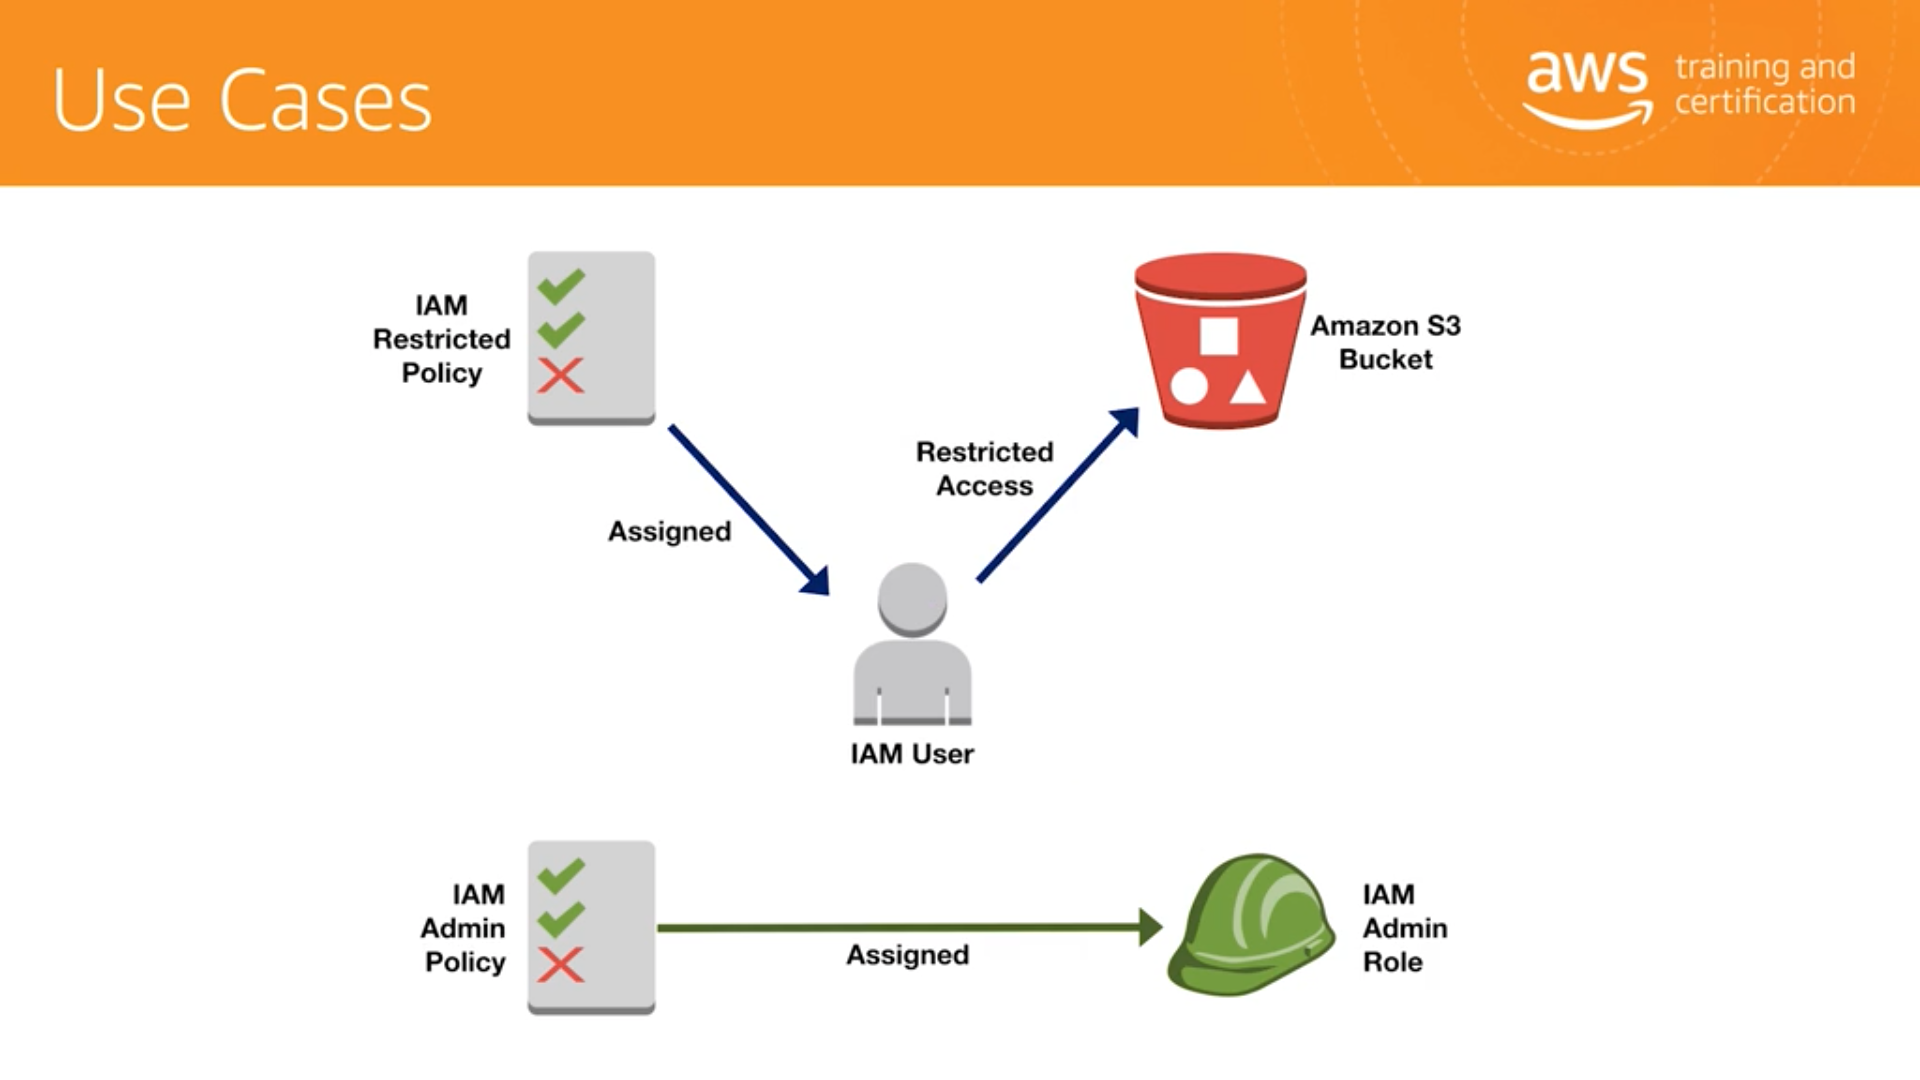 Use Cases
aws
training and
certification
IAM
Restricted
Policy
Amazon S3
Bucket
Restricted
Access
Assigned
IAM User
IAM
Admin
Policy
Assigned
IAM
Admin
Role